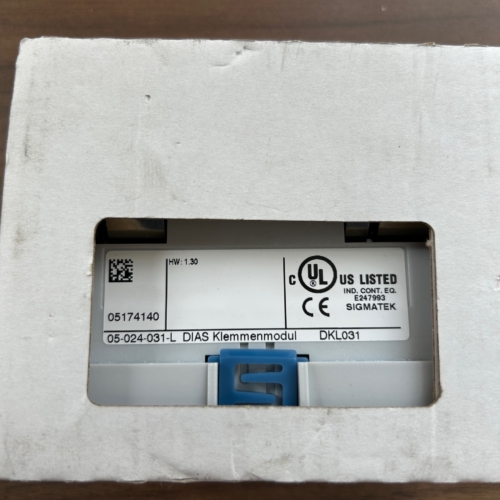 HW: 1.30
05174140
C UL US LISTED
IND. CONT. EQ.
E247993
CE SIGMATEK
05-024-031-L DIAS Klemmenmodul DKL031